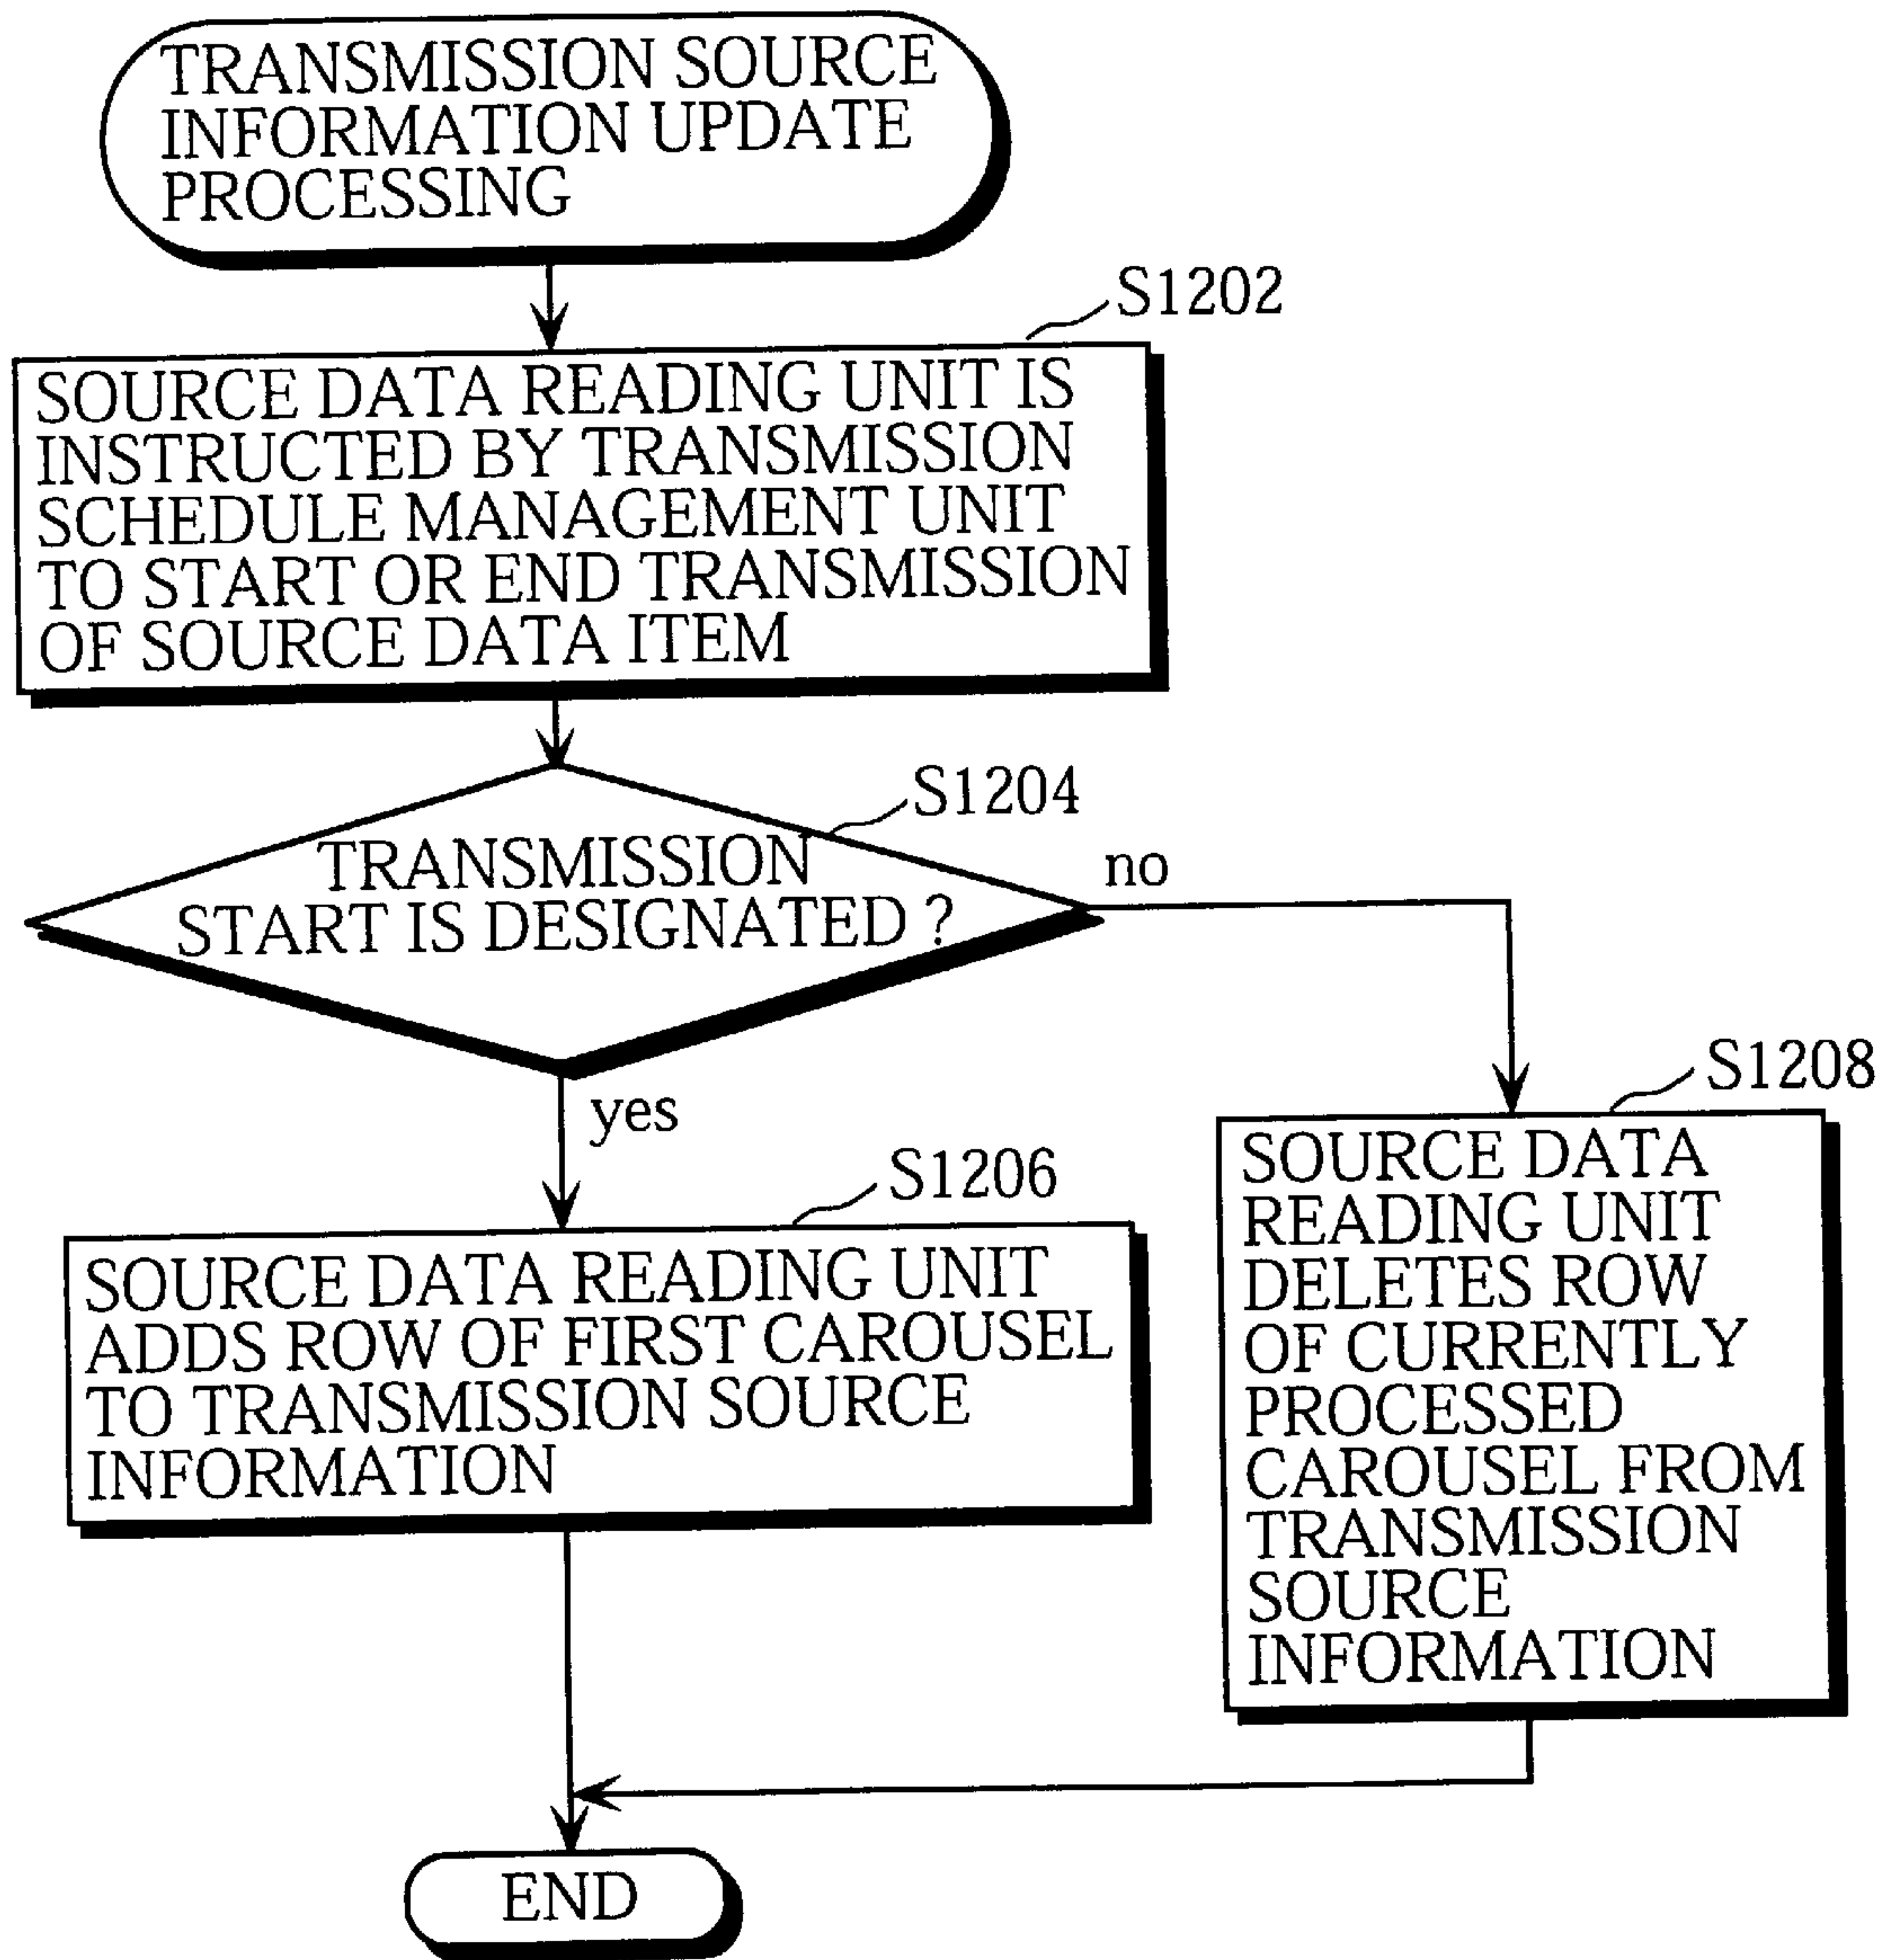 TRANSMISSION SOURCE
INFORMATION UPDATE
PROCESSING
S1202
SOURCE DATA READING UNIT IS
INSTRUCTED BY TRANSMISSION
SCHEDULE MANAGEMENT UNIT
TO START OR END TRANSMISSION
OF SOURCE DATA ITEM
S1204
TRANSMISSION
START IS DESIGNATED ?
no
yes
S1206
SOURCE DATA READING UNIT
ADDS ROW OF FIRST CAROUSEL
TO TRANSMISSION SOURCE
INFORMATION
S1208
SOURCE DATA
READING UNIT
DELETES ROW
OF CURRENTLY
PROCESSED
CAROUSEL FROM
TRANSMISSION
SOURCE
INFORMATION
END